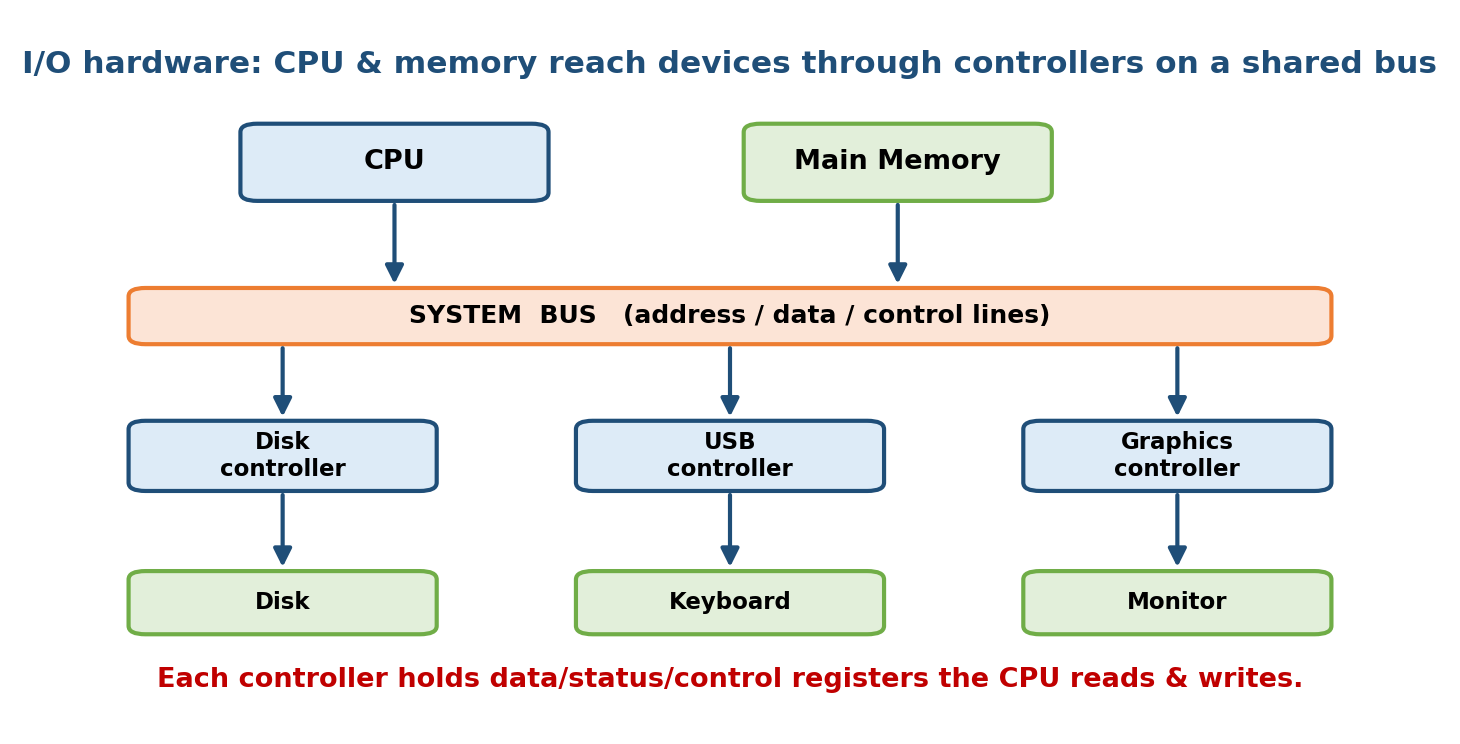 I/O hardware: CPU & memory reach devices through controllers on a shared bus
CPU
Main Memory
SYSTEM  BUS   (address / data / control lines)
Disk
controller
USB
controller
Graphics
controller
Disk
Keyboard
Monitor
Each controller holds data/status/control registers the CPU reads & writes.